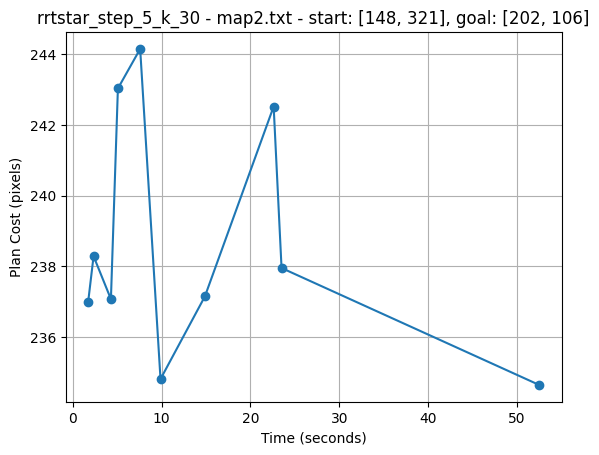 rrtstar_step_5_k_30 - map2.txt - start: [148, 321], goal: [202, 106]
244
242
240
238
236
Plan Cost (pixels)
0 10 20 30 40 50
Time (seconds)